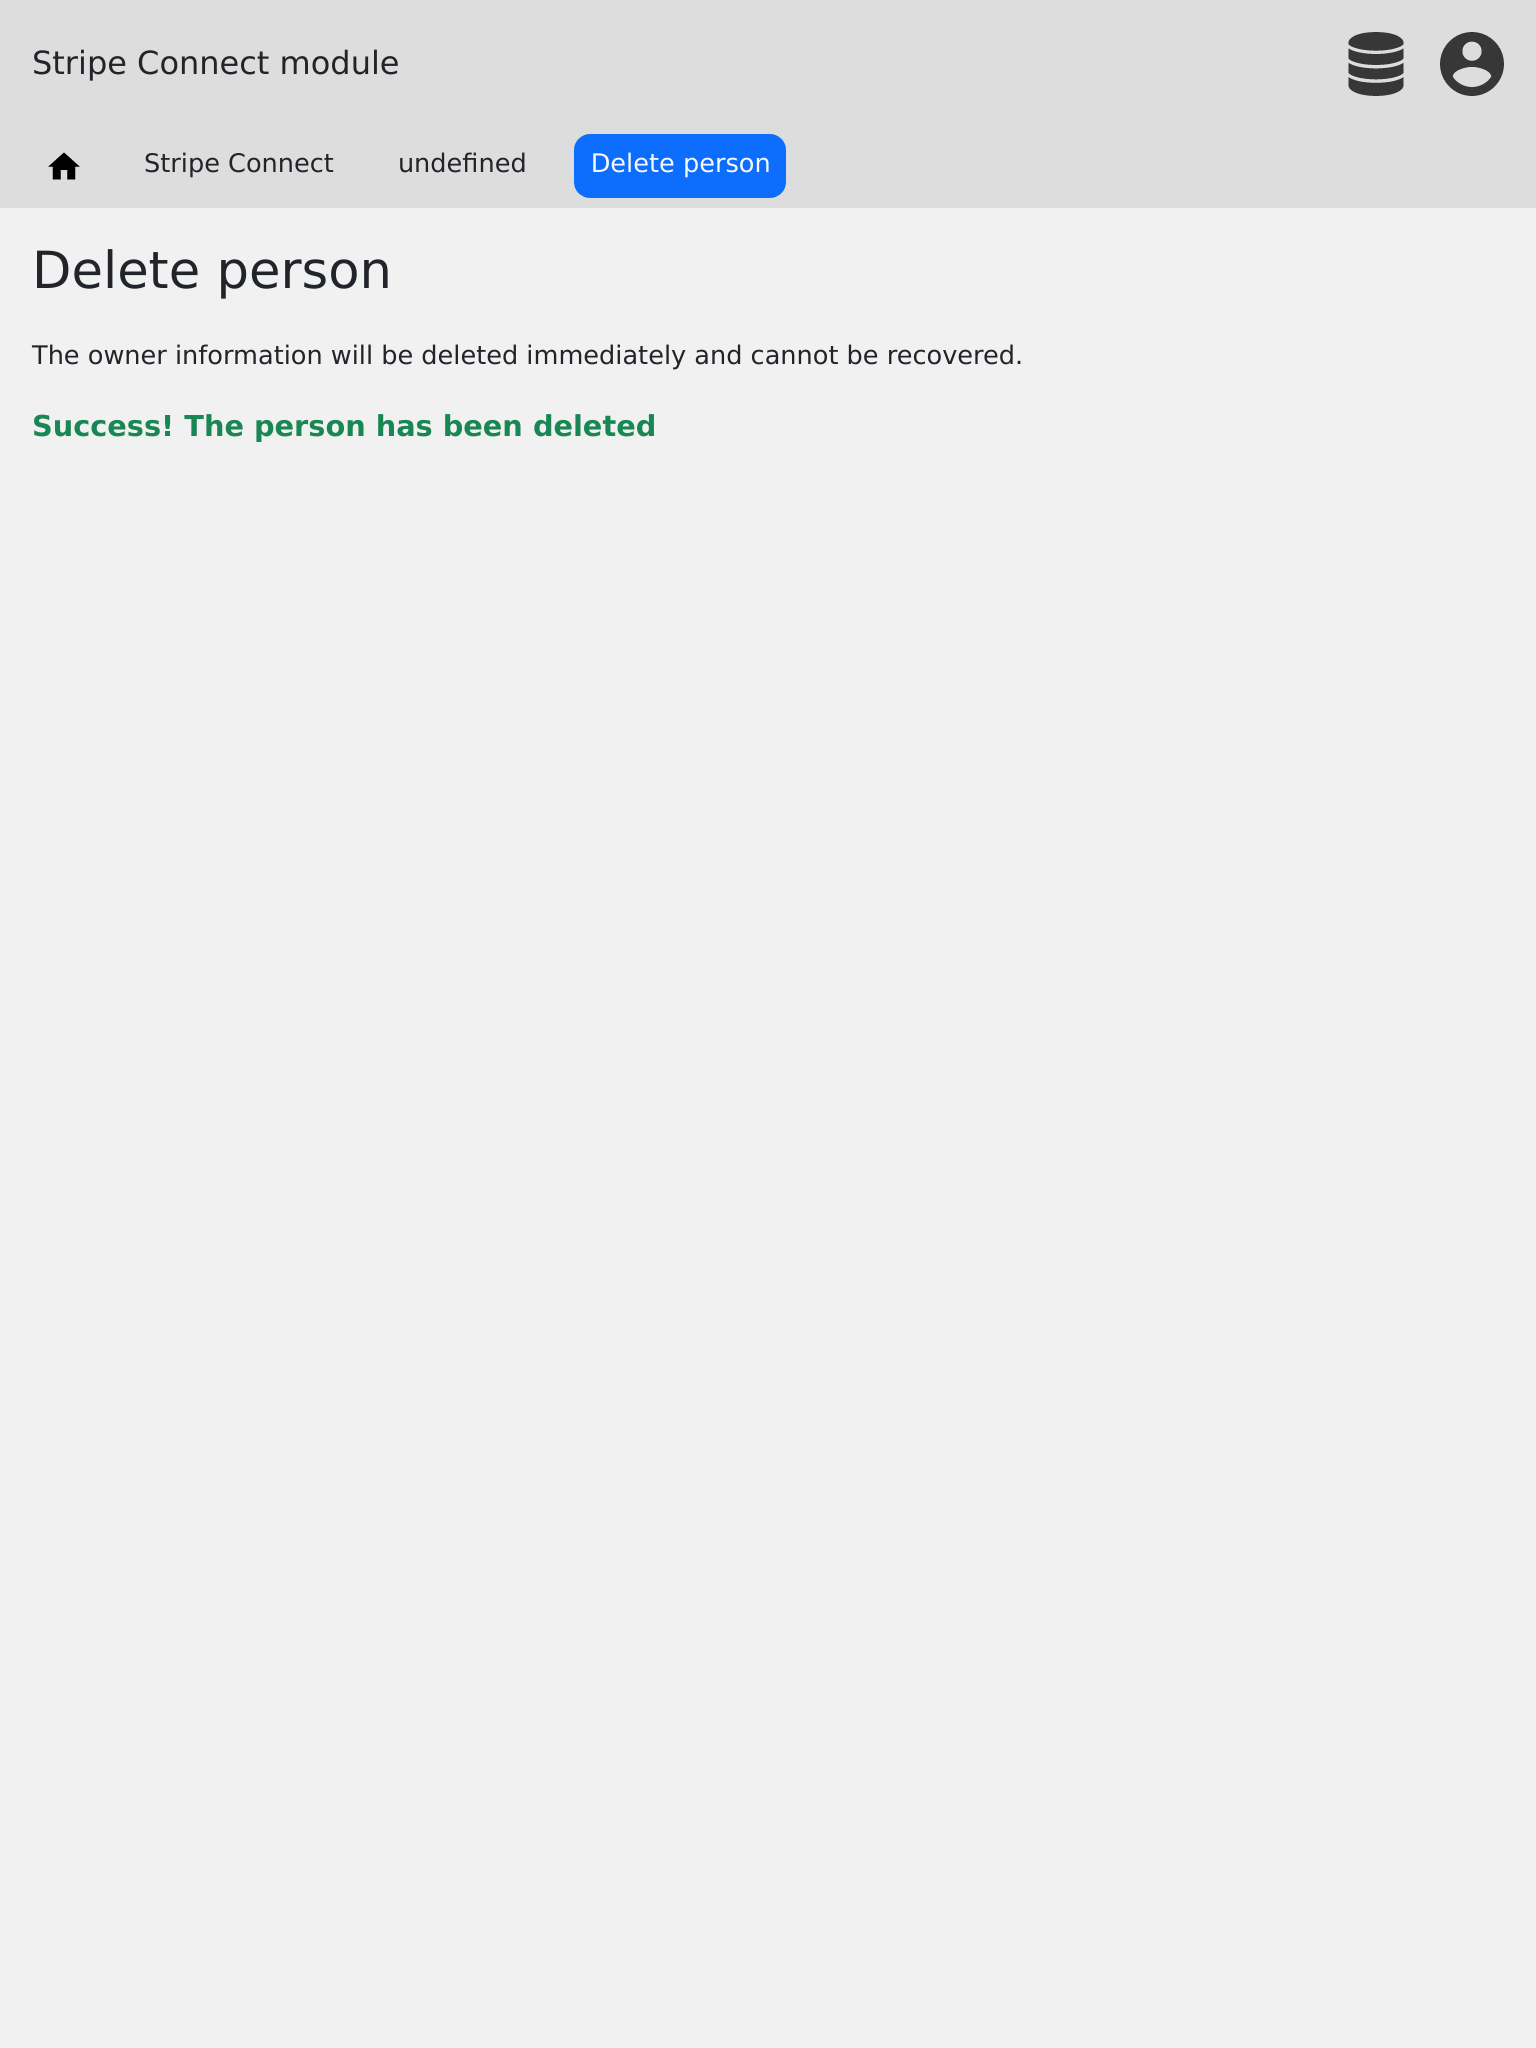 Stripe Connect module
Stripe Connect undefined Delete person
Delete person
The owner information will be deleted immediately and cannot be recovered.
Success! The person has been deleted